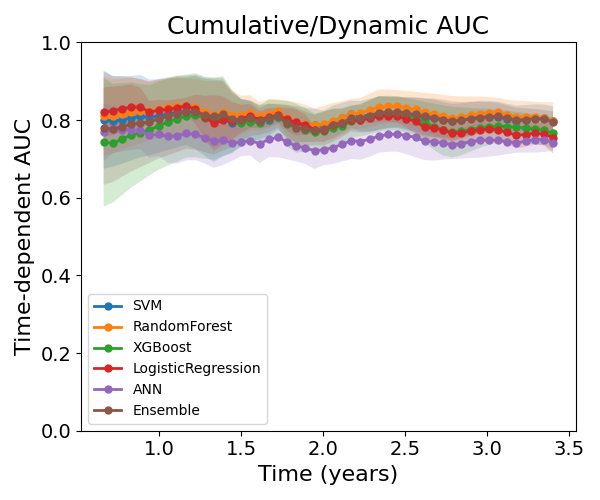 Cumulative/Dynamic AUC
Time-dependent AUC
1.0
0.8
0.6
0.4
0.2
0.0
SVM
RandomForest
XGBoost
LogisticRegression
ANN
Ensemble
1.0 1.5 2.0 2.5 3.0 3.5
Time (years)